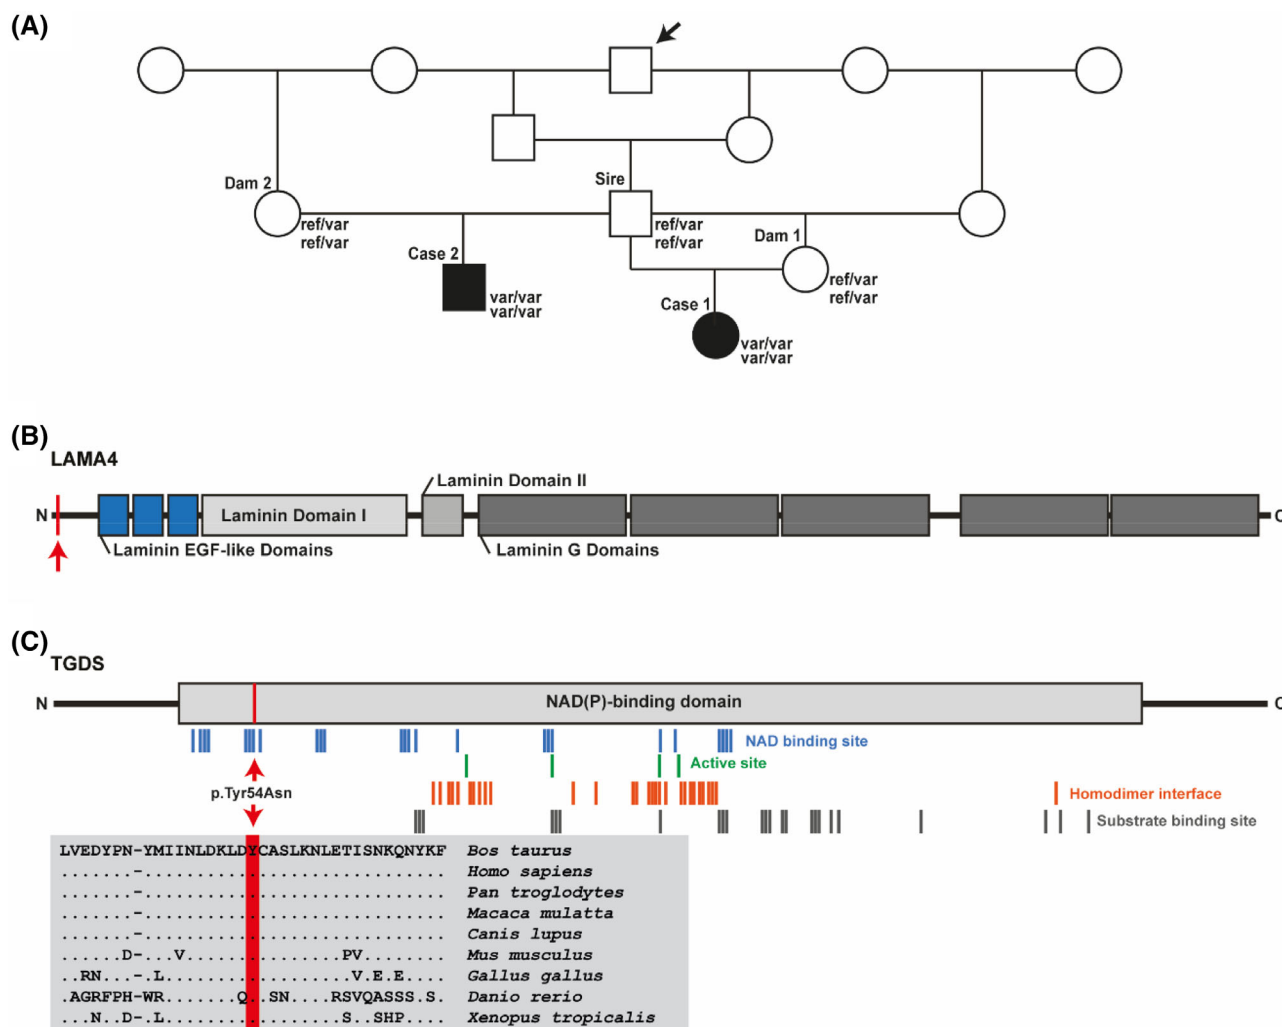 (A)
Dam 2
Sire
ref/var
ref/var
ref/var
ref/var
Dam 1
Case 2
var/var
var/var
ref/var
ref/var
Case 1
var/var
var/var
(B)
LAMA4
Laminin Domain II
N
Laminin Domain I
C
Laminin EGF-like Domains
Laminin G Domains
(C)
TGDS
N
NAD(P)-binding domain
C
NAD binding site
Active site
p.Tyr54Asn
Homodimer interface
Substrate binding site
LVEDYPN-YMIINLDKLDYCASLKNLETISNKQNYKF Bos taurus
.......-............................. Homo sapiens
.......-............................. Pan troglodytes
.......-............................. Macaca mulatta
.......-............................. Canis lupus
......D-...V...............PV........ Mus musculus
..RN...-.L..................V.E.E.... Gallus gallus
.AGRFPH-WR.......Q..SN....RSVQASSS.S. Danio rerio
...N..D-.L.................S..SHP.... Xenopus tropicalis